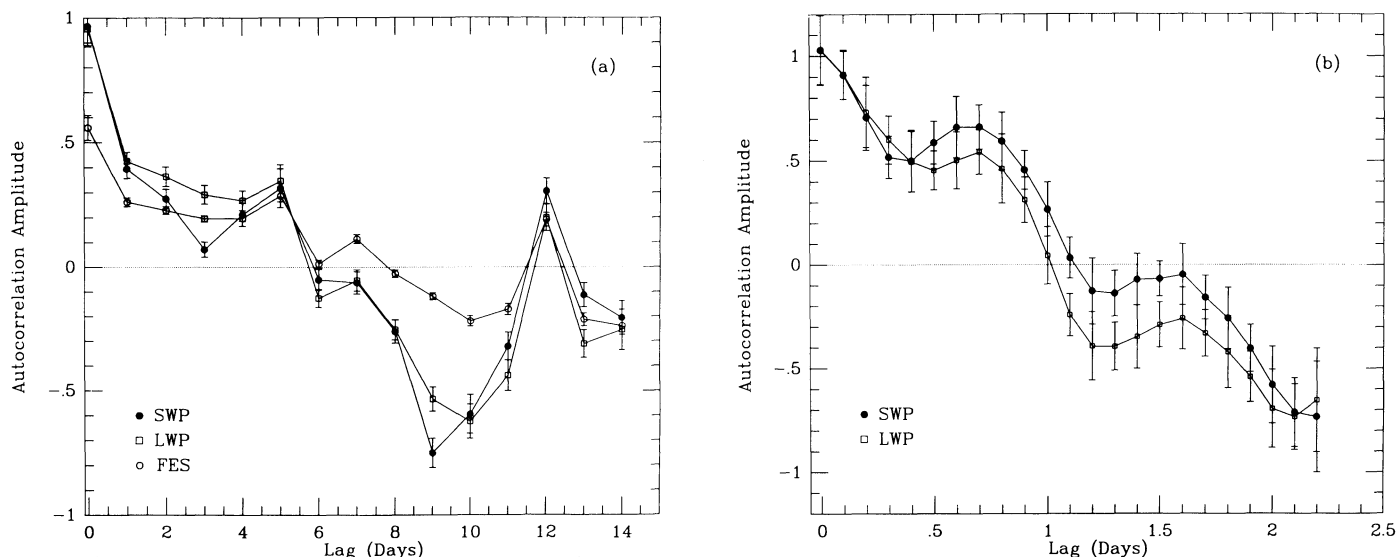 Autocorrelation Amplitude
1
.5
0
-.5
-1
(a)
SWP
LWP
FES
0 2 4 6 8 10 12 14
Lag (Days)
Autocorrelation Amplitude
1
.5
0
-.5
-1
(b)
SWP
LWP
0 .5 1 1.5 2 2.5
Lag (Days)